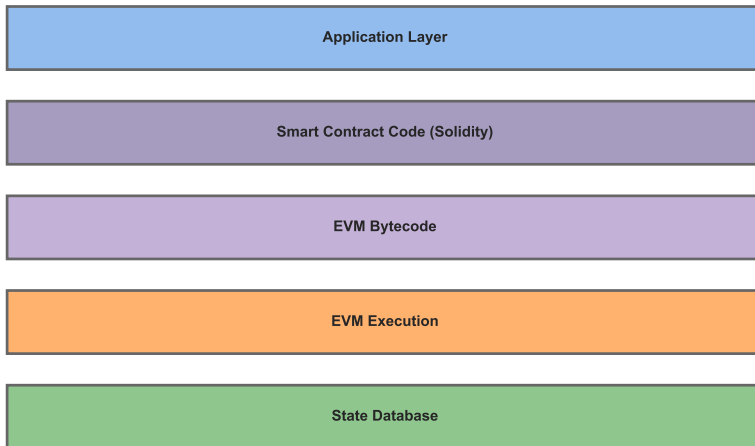 Application Layer
Smart Contract Code (Solidity)
EVM Bytecode
EVM Execution
State Database